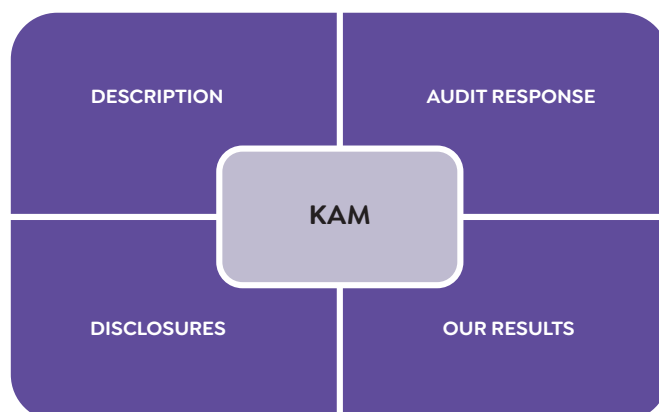 DESCRIPTION
AUDIT RESPONSE
KAM
DISCLOSURES
OUR RESULTS